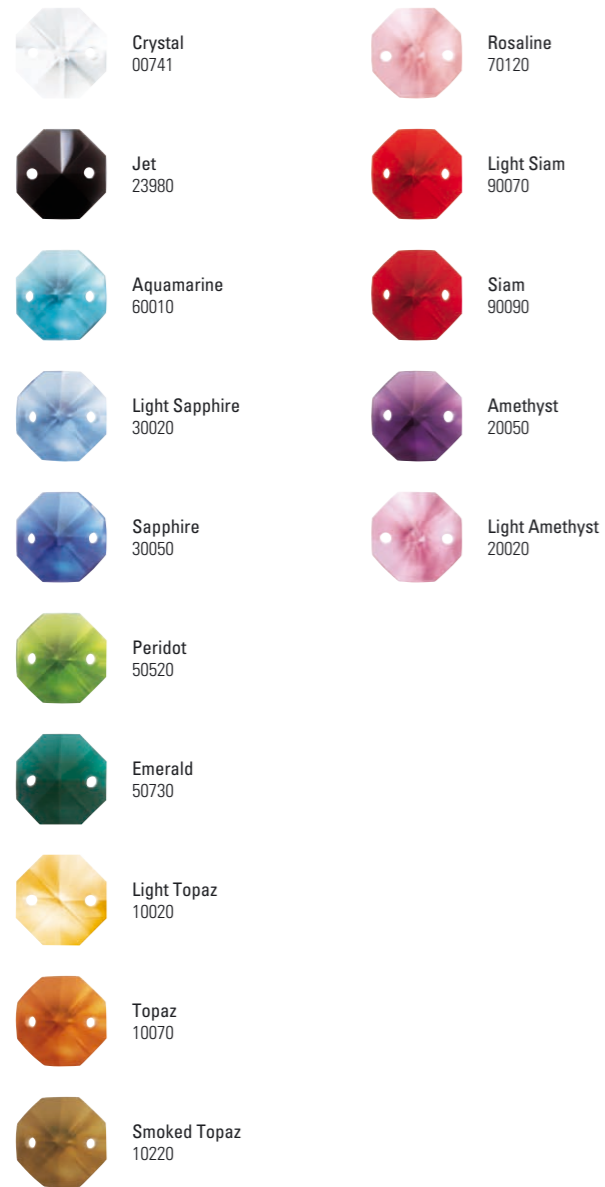 Crystal
00741
Jet
23980
Aquamarine
60010
Light Sapphire
30020
Sapphire
30050
Peridot
50520
Emerald
50730
Light Topaz
10020
Topaz
10070
Smoked Topaz
10220
Rosaline
70120
Light Siam
90070
Siam
90090
Amethyst
20050
Light Amethyst
20020